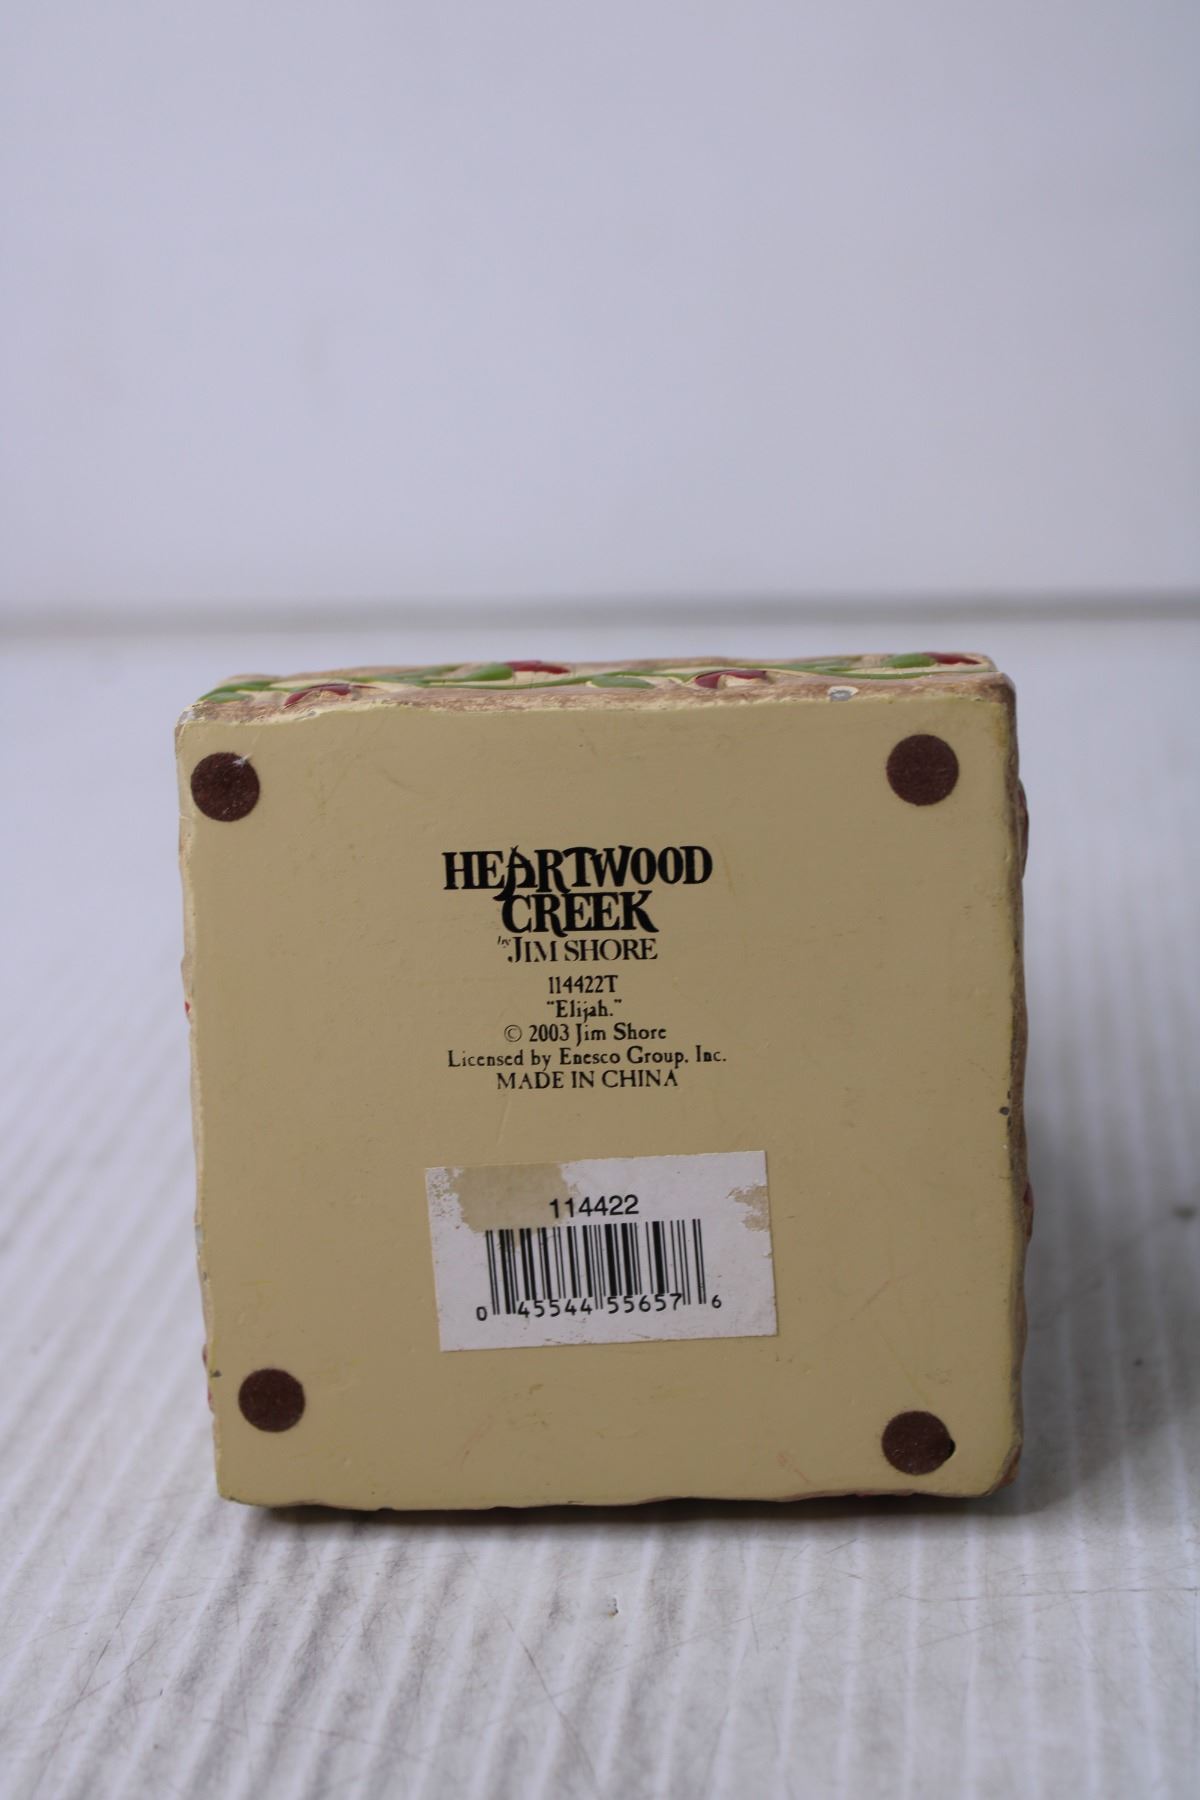 HEARTWOOD
CREEK
by JIM SHORE
114422T
"Elijah."
© 2003 Jim Shore
Licensed by Enesco Group, Inc.
MADE IN CHINA
114422
0 45544 55657 6